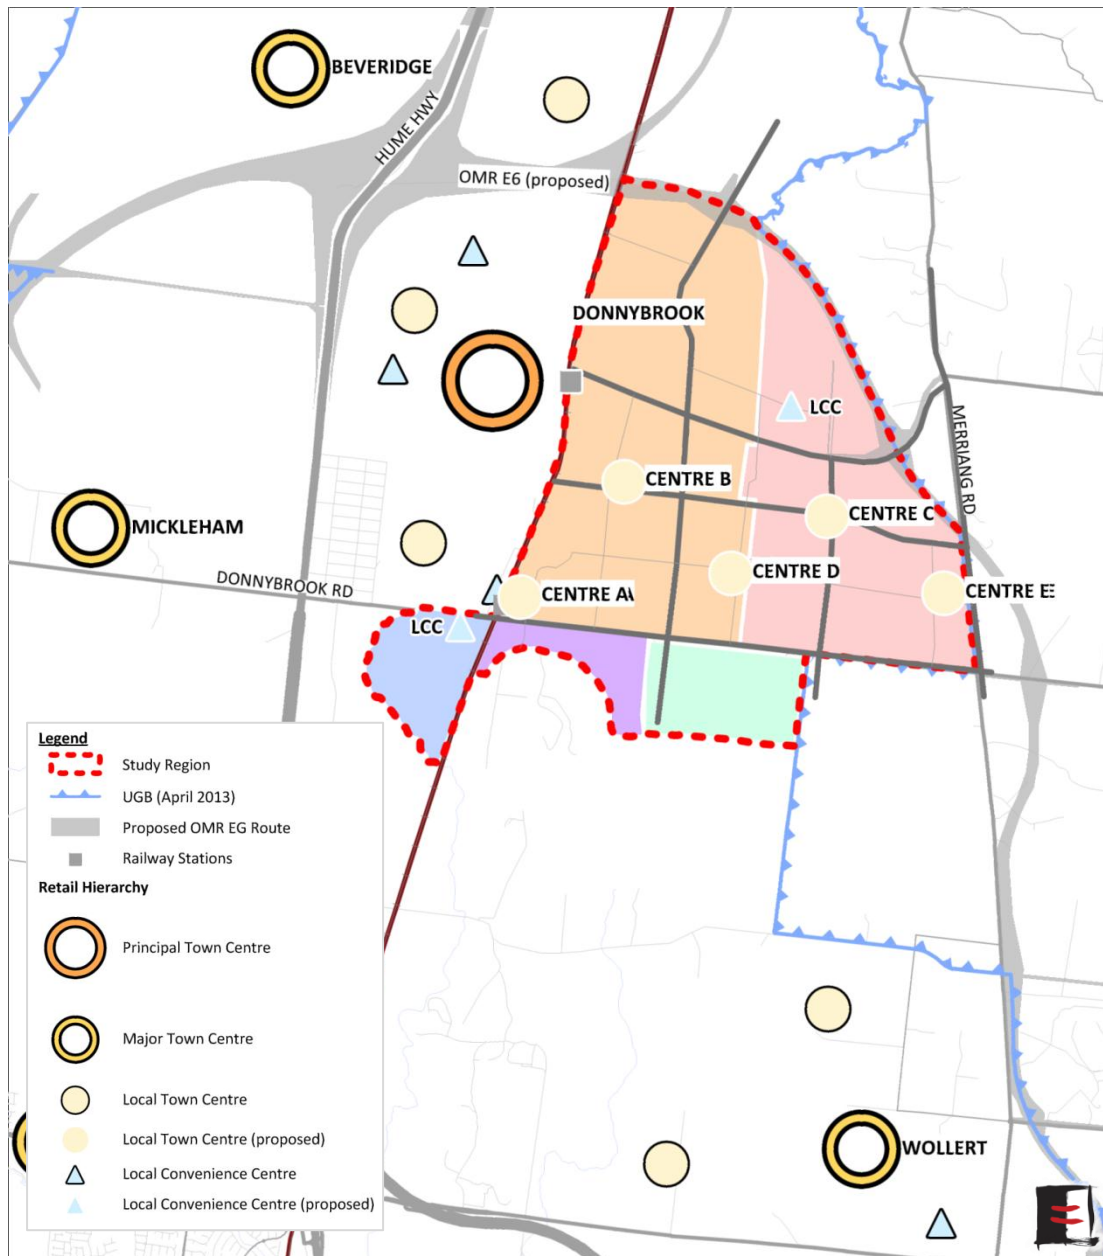 BEVERIDGE
HUME HWY
OMR E6 (proposed)
DONNYBROOK
LCC
MERRIANG RD
CENTRE B
CENTRE C
MICKLEHAM
CENTRE D
DONNYBROOK RD
CENTRE A
CENTRE E
LCC
Legend
Study Region
UGB (April 2013)
Proposed OMR EG Route
Railway Stations
Retail Hierarchy
Principal Town Centre
Major Town Centre
Local Town Centre
Local Town Centre (proposed)
Local Convenience Centre
Local Convenience Centre (proposed)
WOLLERT